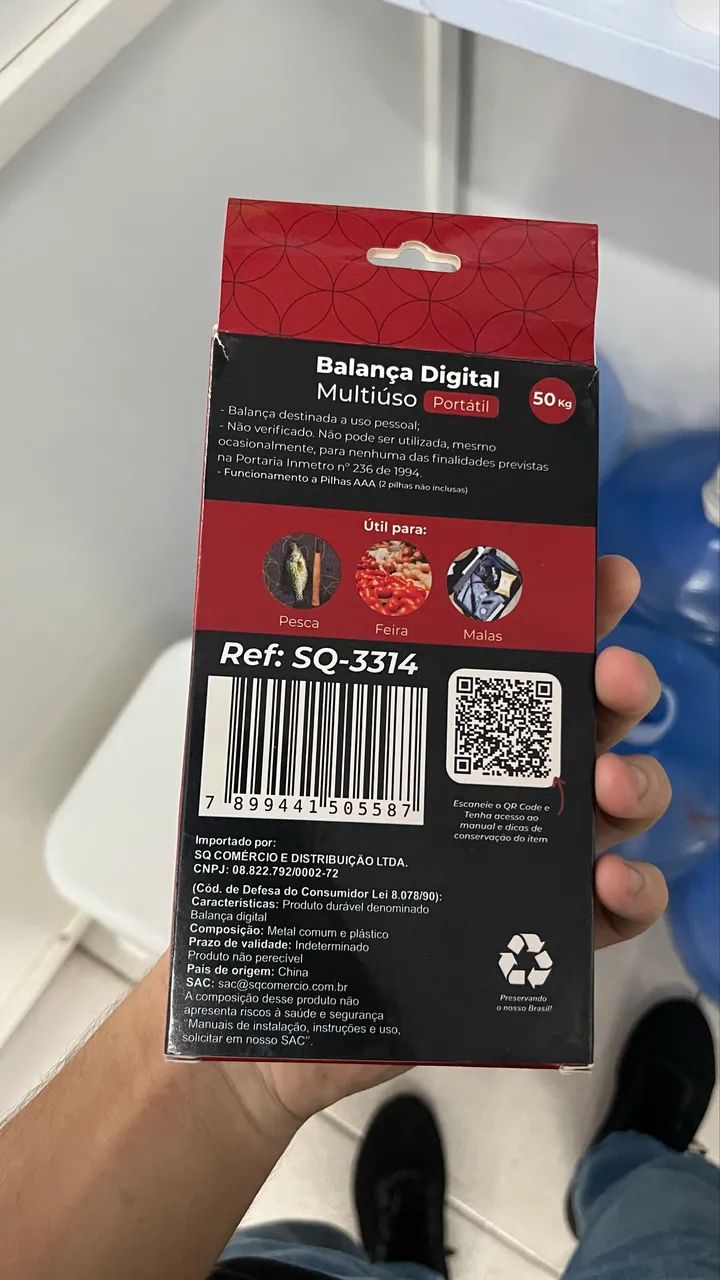 Balança Digital
Multiúso Portátil
50 Kg
- Balança destinada a uso pessoal;
- Não verificado. Não pode ser utilizada, mesmo
ocasionalmente, para nenhuma das finalidades previstas
na Portaria Inmetro nº 236 de 1994.
- Funcionamento a Pilhas AAA (2 pilhas não inclusas)
Útil para:
Pesca
Feira
Malas
Ref: SQ-3314
7 899441 505587
Escaneie o QR Code e
Tenha acesso ao
manual e dicas de
conservação do item
Importado por:
SQ COMÉRCIO E DISTRIBUIÇÃO LTDA.
CNPJ: 08.822.792/0002-72
(Cód. de Defesa do Consumidor Lei 8.078/90):
Características: Produto durável denominado
Balança digital
Composição: Metal comum e plástico
Prazo de validade: Indeterminado
Produto não perecível
País de origem: China
SAC: sac@sqcomercio.com.br
A composição desse produto não
apresenta riscos à saúde e segurança
"Manuais de instalação, instruções e uso,
solicitar em nosso SAC".
Preservando
o nosso Brasil!